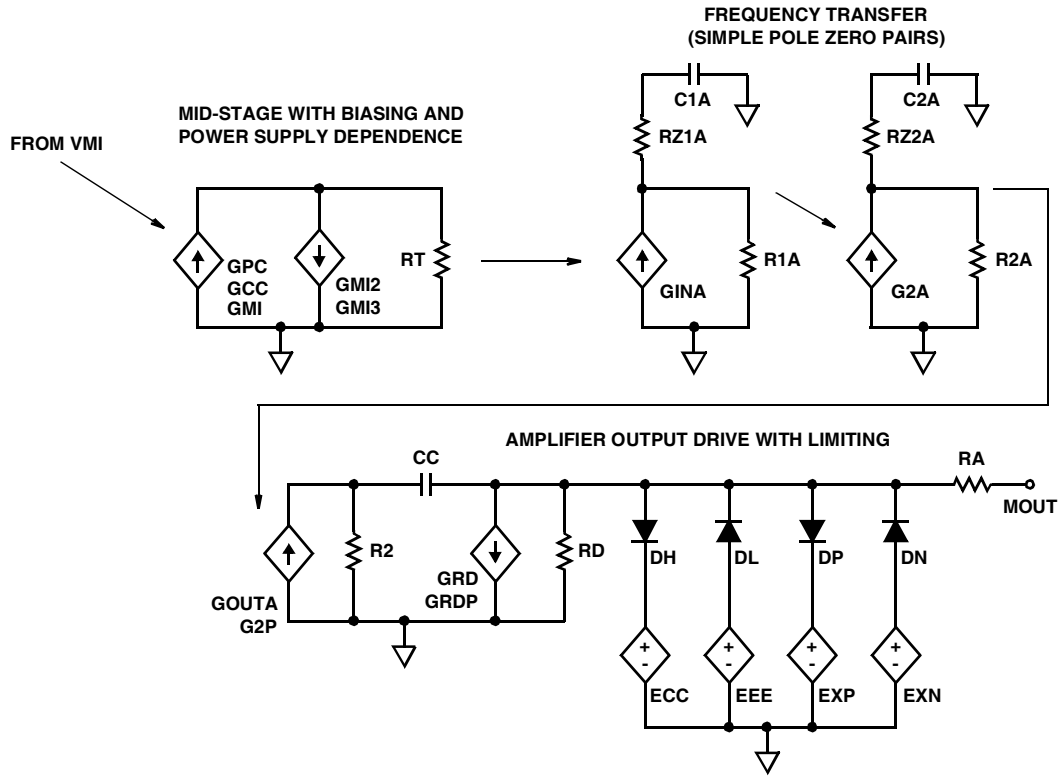 FREQUENCY TRANSFER
(SIMPLE POLE ZERO PAIRS)
C1A
C2A
MID-STAGE WITH BIASING AND
POWER SUPPLY DEPENDENCE
RZ1A
RZ2A
FROM VMI
GPC
GCC
GMI
GMI2
GMI3
RT
GINA
R1A
G2A
R2A
AMPLIFIER OUTPUT DRIVE WITH LIMITING
CC
RA
MOUT
GOUTA
G2P
R2
GRD
GRDP
RD
DH
DL
DP
DN
+
-
+
-
+
-
+
-
ECC
EEE
EXP
EXN